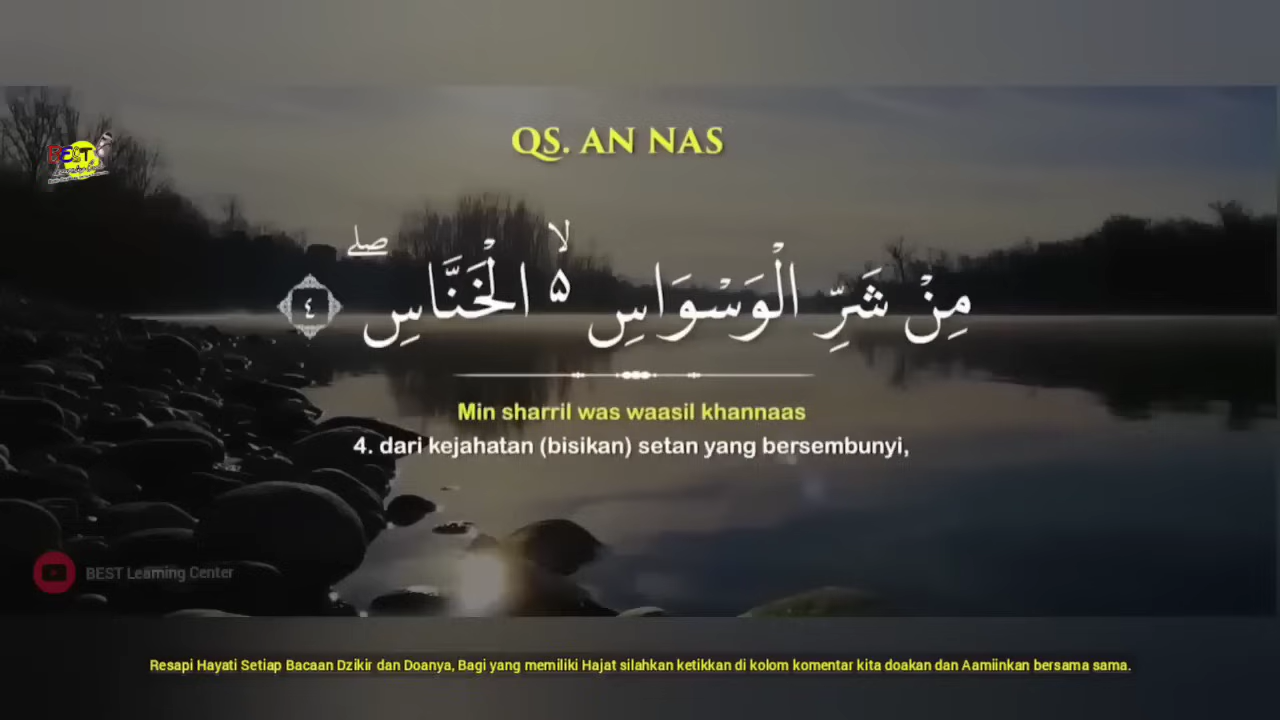 QS. AN NAS
BEST
مِنْ شَرِّ الْوَسْوَاسِ ۙ۵ الْخَنَّاسِۖ ٤
Min sharril was waasil khannaas
4. dari kejahatan (bisikan) setan yang bersembunyi,
BEST Learning Center
Resapi Hayati Setiap Bacaan Dzikir dan Doanya, Bagi yang memiliki Hajat silahkan ketikkan di kolom komentar kita doakan dan Aamiinkan bersama sama.